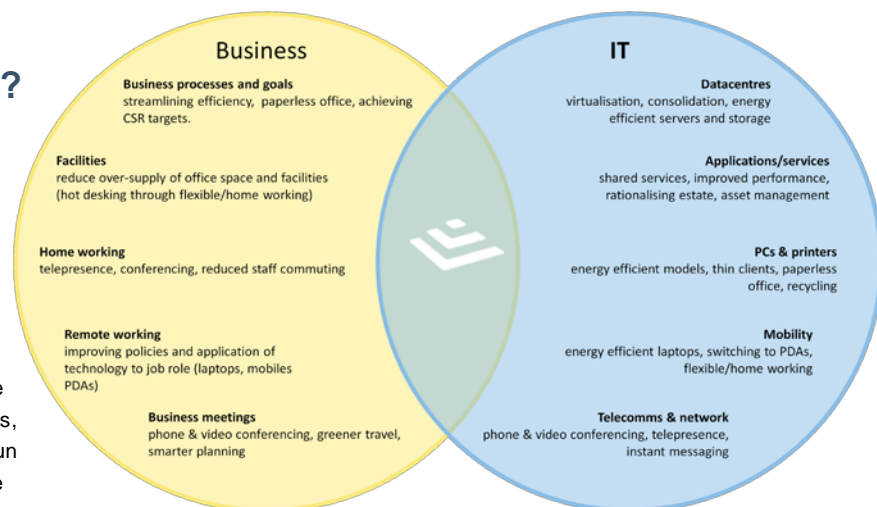 ?
Business
Business processes and goals
streamlining efficiency, paperless office, achieving
CSR targets.
Facilities
reduce over-supply of office space and facilities
(hot desking through flexible/home working)
Home working
telepresence, conferencing, reduced staff commuting
Remote working
improving policies and application of
technology to job role (laptops, mobiles
PDAs)
Business meetings
phone & video conferencing, greener travel,
smarter planning
IT
Datacentres
virtualisation, consolidation, energy
efficient servers and storage
Applications/services
shared services, improved performance,
rationalising estate, asset management
PCs & printers
energy efficient models, thin clients, paperless
office, recycling
Mobility
energy efficient laptops, switching to PDAs,
flexible/home working
Telecomms & network
phone & video conferencing, telepresence,
instant messaging